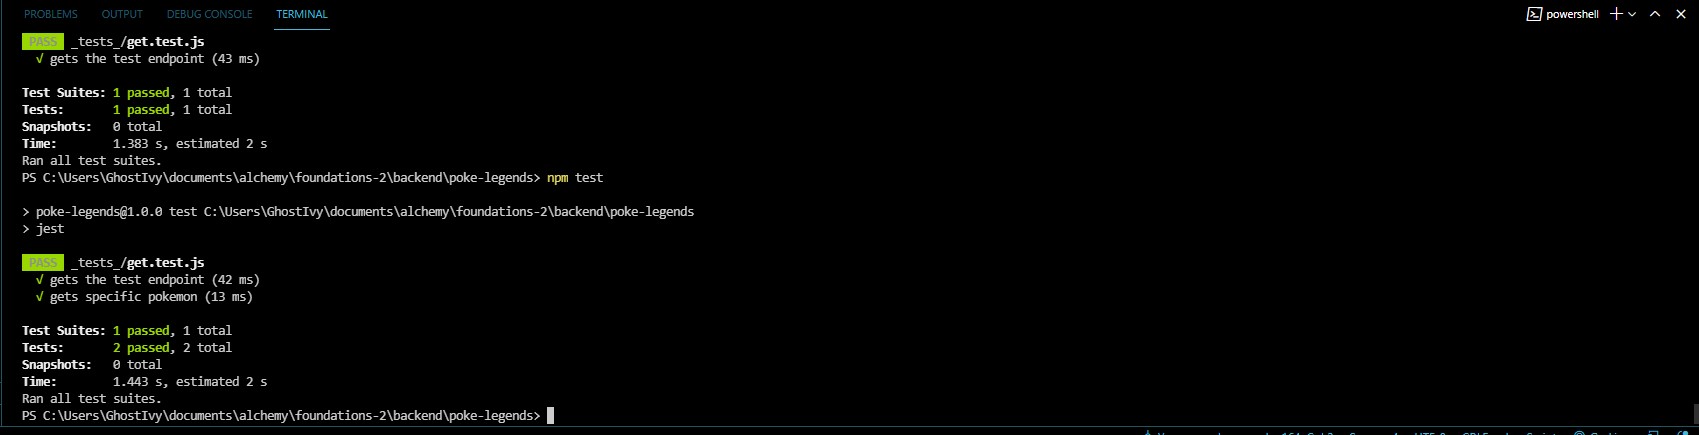 PROBLEMS OUTPUT DEBUG CONSOLE TERMINAL powershell
PASS _tests_/get.test.js
√ gets the test endpoint (43 ms)
Test Suites: 1 passed, 1 total
Tests: 1 passed, 1 total
Snapshots: 0 total
Time: 1.383 s, estimated 2 s
Ran all test suites.
PS C:\Users\GhostIvy\documents\alchemy\foundations-2\backend\poke-legends> npm test
> poke-legends@1.0.0 test C:\Users\GhostIvy\documents\alchemy\foundations-2\backend\poke-legends
> jest
PASS _tests_/get.test.js
√ gets the test endpoint (42 ms)
√ gets specific pokemon (13 ms)
Test Suites: 1 passed, 1 total
Tests: 2 passed, 2 total
Snapshots: 0 total
Time: 1.443 s, estimated 2 s
Ran all test suites.
PS C:\Users\GhostIvy\documents\alchemy\foundations-2\backend\poke-legends>